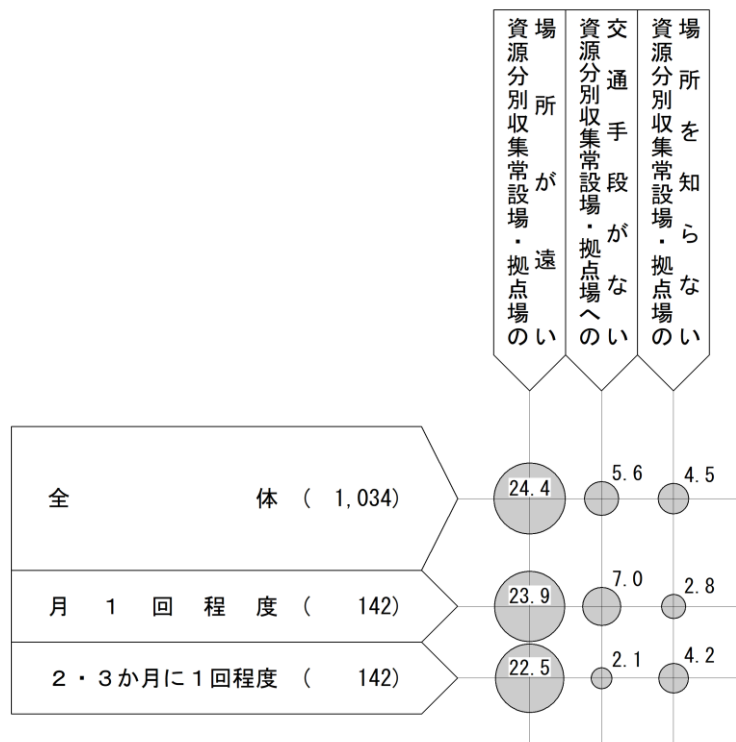 資源分別収集常設場・拠点場の
場所が遠い
資源分別収集常設場・拠点場への
交通手段がない
資源分別収集常設場・拠点場の
場所を知らない
全体 ( 1,034) 24.4 5.6 4.5
月1回程度 ( 142) 23.9 7.0 2.8
2・3か月に1回程度 ( 142) 22.5 2.1 4.2